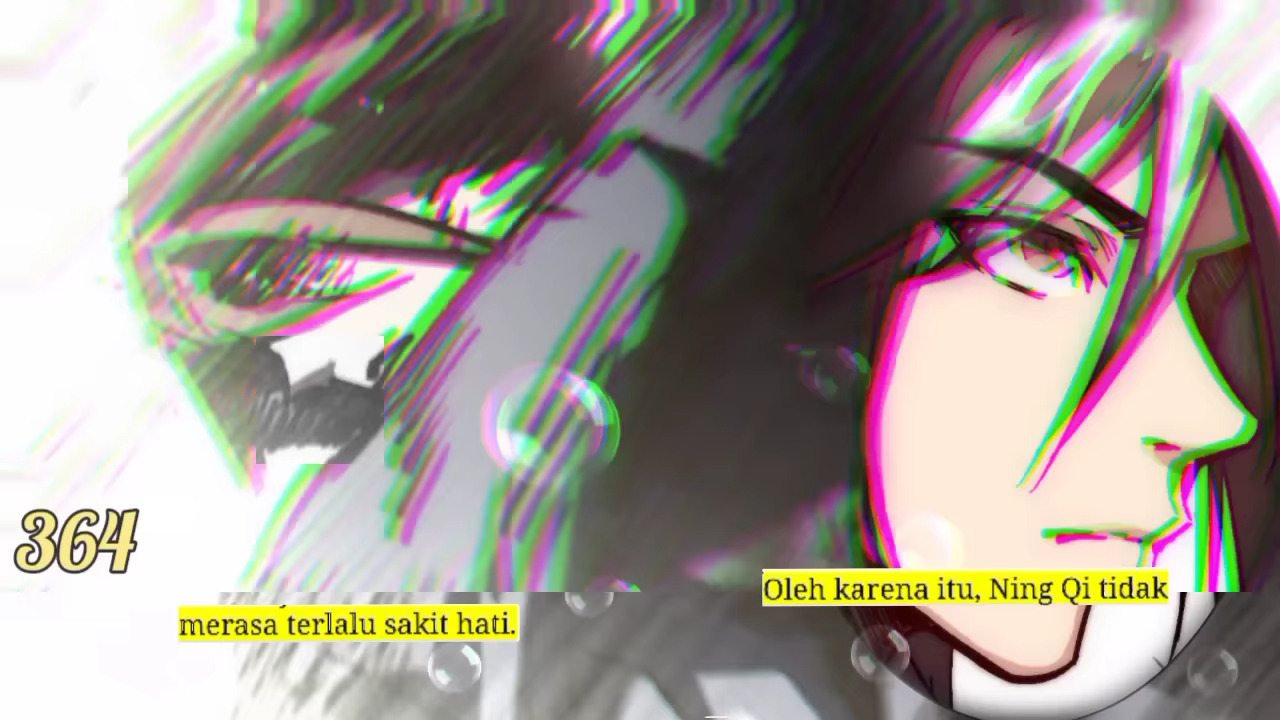 364
Oleh karena itu, Ning Qi tidak
merasa terlalu sakit hati.